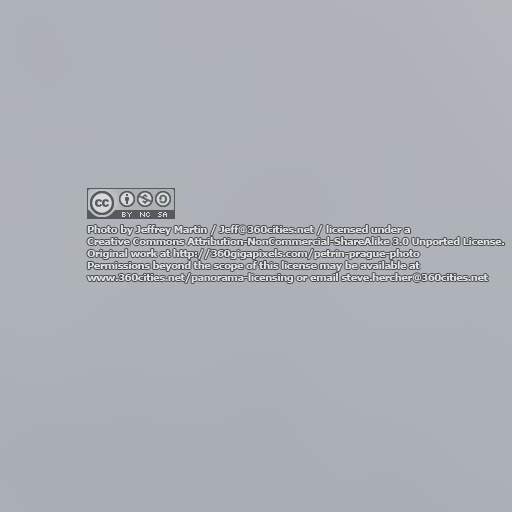 cc BY NC SA
Photo by Jeffrey Martin / Jeff@360cities.net / licensed under a
Creative Commons Attribution-NonCommercial-ShareAlike 3.0 Unported License.
Original work at http://360gigapixels.com/petrin-prague-photo
Permissions beyond the scope of this license may be available at
www.360cities.net/panorama-licensing or email steve.hercher@360cities.net